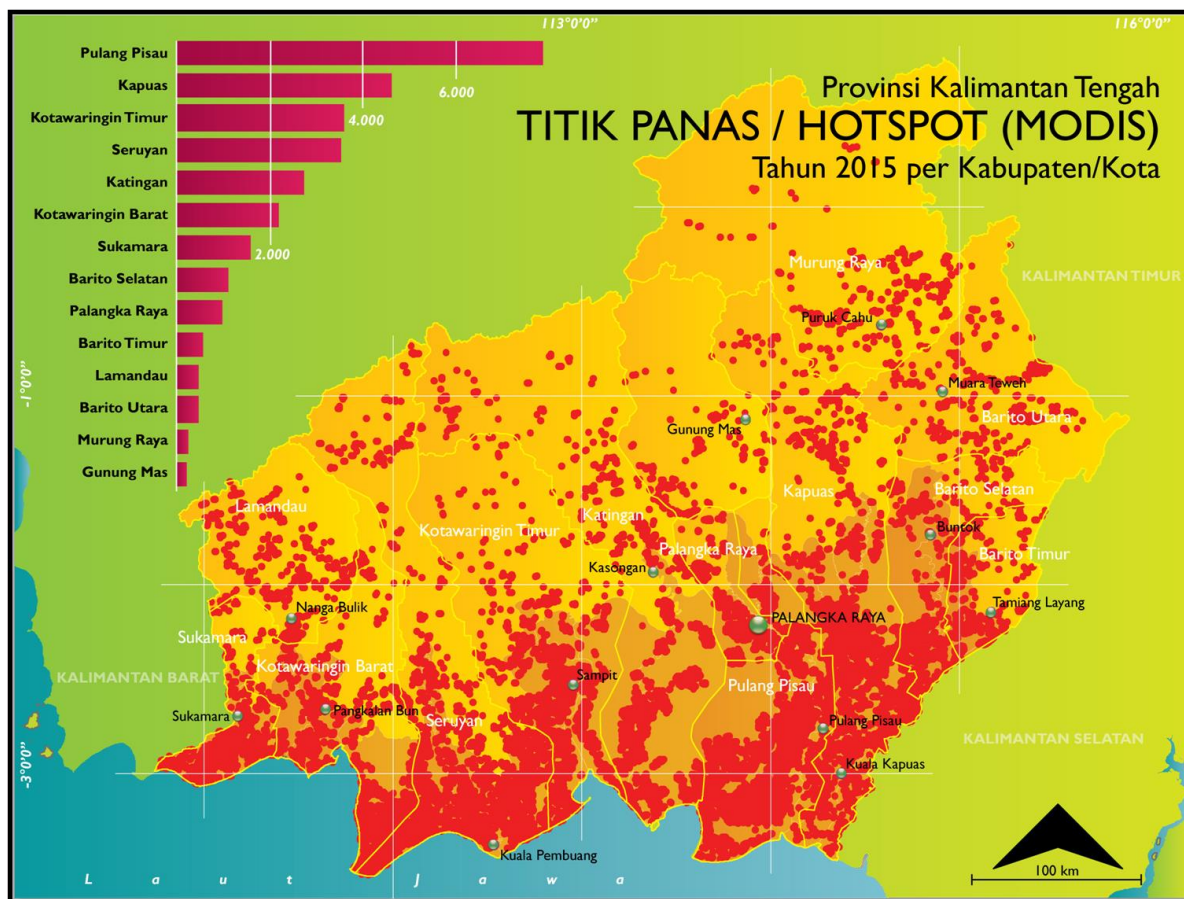 113°0'0"
116°0'0"
Provinsi Kalimantan Tengah
TITIK PANAS / HOTSPOT (MODIS)
Tahun 2015 per Kabupaten/Kota
Pulang Pisau
Kapuas
Kotawaringin Timur
Seruyan
Katingan
Kotawaringin Barat
Sukamara
Barito Selatan
Palangka Raya
Barito Timur
Lamandau
Barito Utara
Murung Raya
Gunung Mas
6.000
4.000
2.000
-1°0'0"
-3°0'0"
Murung Raya
KALIMANTAN TIMUR
Puruk Cahu
Muara Teweh
Barito Utara
Gunung Mas
Kapuas
Barito Selatan
Lamandau
Katingan
Kotawaringin Timur
Buntok
Palangka Raya
Barito Timur
Kasongan
Nanga Bulik
Tamiang Layang
PALANGKA RAYA
Sukamara
Kotawaringin Barat
KALIMANTAN BARAT
Sampit
Pulang Pisau
Sukamara
Pangkalan Bun
Seruyan
Pulang Pisau
KALIMANTAN SELATAN
Kuala Kapuas
Kuala Pembuang
100 km
Laut Jawa